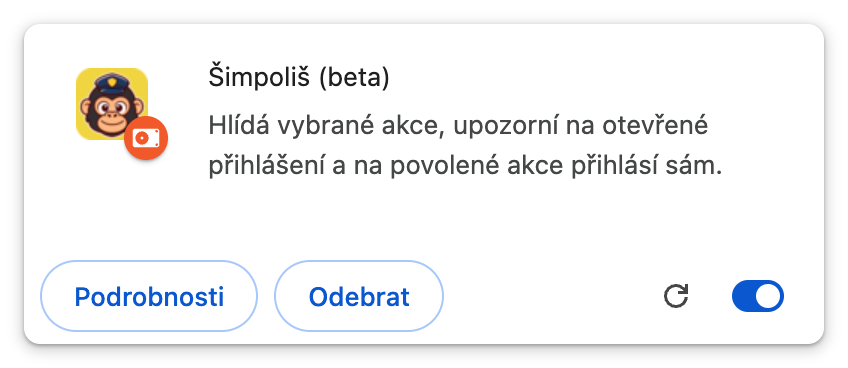 Šimpoliš (beta)
Hlídá vybrané akce, upozorní na otevřené
přihlášení a na povolené akce přihlásí sám.
Podrobnosti
Odebrat